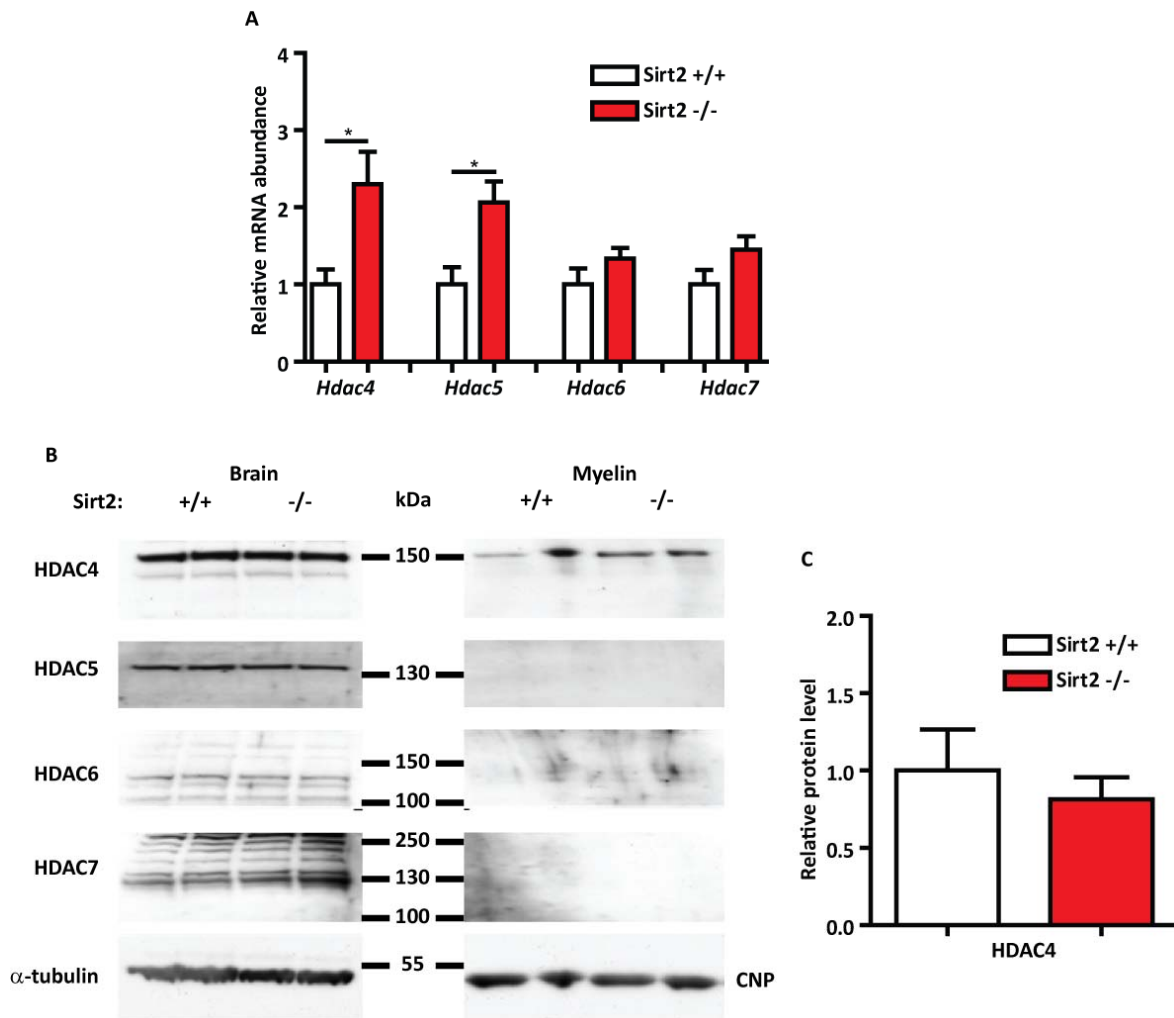 A
4
3
2
1
0
Relative mRNA abundance
Sirt2 +/+
Sirt2 -/-
*
*
Hdac4 Hdac5 Hdac6 Hdac7
B
Brain Myelin
Sirt2: +/+ -/- kDa +/+ -/-
HDAC4 150
HDAC5 130
HDAC6 150
100
HDAC7 250
130
100
α-tubulin 55 CNP
C
2.0
1.5
1.0
0.5
0.0
Relative protein level
Sirt2 +/+
Sirt2 -/-
HDAC4